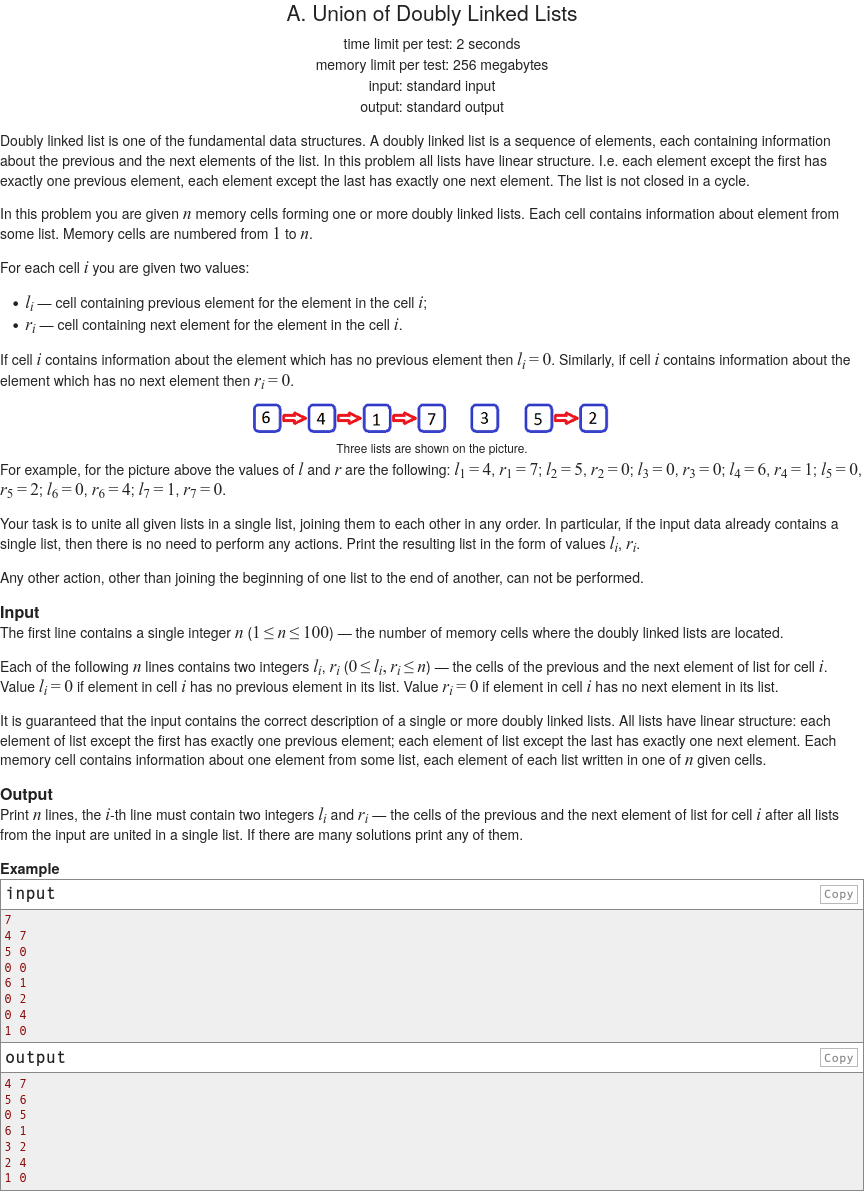 A. Union of Doubly Linked Lists
time limit per test: 2 seconds
memory limit per test: 256 megabytes
input: standard input
output: standard output
Doubly linked list is one of the fundamental data structures. A doubly linked list is a sequence of elements, each containing information
about the previous and the next elements of the list. In this problem all lists have linear structure. I.e. each element except the first has
exactly one previous element, each element except the last has exactly one next element. The list is not closed in a cycle.
In this problem you are given n memory cells forming one or more doubly linked lists. Each cell contains information about element from
some list. Memory cells are numbered from 1 to n.
For each cell i you are given two values:
• l_i — cell containing previous element for the element in the cell i;
• r_i — cell containing next element for the element in the cell i.
If cell i contains information about the element which has no previous element then l_i = 0. Similarly, if cell i contains information about the
element which has no next element then r_i = 0.
6 4 1 7 3 5 2
Three lists are shown on the picture.
For example, for the picture above the values of l and r are the following: l_1 = 4, r_1 = 7; l_2 = 5, r_2 = 0; l_3 = 0, r_3 = 0; l_4 = 6, r_4 = 1; l_5 = 0,
r_5 = 2; l_6 = 0, r_6 = 4; l_7 = 1, r_7 = 0.
Your task is to unite all given lists in a single list, joining them to each other in any order. In particular, if the input data already contains a
single list, then there is no need to perform any actions. Print the resulting list in the form of values l_i, r_i.
Any other action, other than joining the beginning of one list to the end of another, can not be performed.
Input
The first line contains a single integer n (1 ≤ n ≤ 100) — the number of memory cells where the doubly linked lists are located.
Each of the following n lines contains two integers l_i, r_i (0 ≤ l_i, r_i ≤ n) — the cells of the previous and the next element of list for cell i.
Value l_i = 0 if element in cell i has no previous element in its list. Value r_i = 0 if element in cell i has no next element in its list.
It is guaranteed that the input contains the correct description of a single or more doubly linked lists. All lists have linear structure: each
element of list except the first has exactly one previous element; each element of list except the last has exactly one next element. Each
memory cell contains information about one element from some list, each element of each list written in one of n given cells.
Output
Print n lines, the i-th line must contain two integers l_i and r_i — the cells of the previous and the next element of list for cell i after all lists
from the input are united in a single list. If there are many solutions print any of them.
Example
input Copy
7
4 7
5 0
0 0
6 1
0 2
0 4
1 0
output Copy
4 7
5 6
0 5
6 1
3 2
2 4
1 0